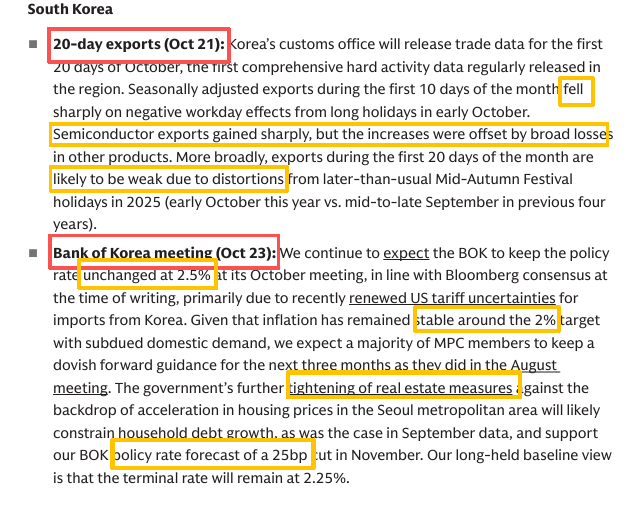 South Korea
■ 20-day exports (Oct 21): Korea's customs office will release trade data for the first
20 days of October, the first comprehensive hard activity data regularly released in
the region. Seasonally adjusted exports during the first 10 days of the month fell
sharply on negative workday effects from long holidays in early October.
Semiconductor exports gained sharply, but the increases were offset by broad losses
in other products. More broadly, exports during the first 20 days of the month are
likely to be weak due to distortions from later-than-usual Mid-Autumn Festival
holidays in 2025 (early October this year vs. mid-to-late September in previous four
years).
■ Bank of Korea meeting (Oct 23): We continue to expect the BOK to keep the policy
rate unchanged at 2.5% at its October meeting, in line with Bloomberg consensus at
the time of writing, primarily due to recently renewed US tariff uncertainties for
imports from Korea. Given that inflation has remained stable around the 2% target
with subdued domestic demand, we expect a majority of MPC members to keep a
dovish forward guidance for the next three months as they did in the August
meeting. The government's further tightening of real estate measures against the
backdrop of acceleration in housing prices in the Seoul metropolitan area will likely
constrain household debt growth, as was the case in September data, and support
our BOK policy rate forecast of a 25bp cut in November. Our long-held baseline view
is that the terminal rate will remain at 2.25%.